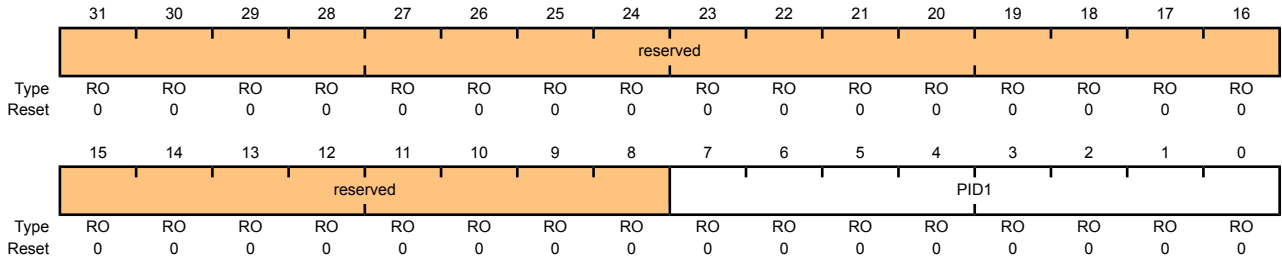 31 30 29 28 27 26 25 24 23 22 21 20 19 18 17 16
reserved
Type RO RO RO RO RO RO RO RO RO RO RO RO RO RO RO RO
Reset 0 0 0 0 0 0 0 0 0 0 0 0 0 0 0 0
15 14 13 12 11 10 9 8 7 6 5 4 3 2 1 0
reserved PID1
Type RO RO RO RO RO RO RO RO RO RO RO RO RO RO RO RO
Reset 0 0 0 0 0 0 0 0 0 0 0 0 0 0 0 0